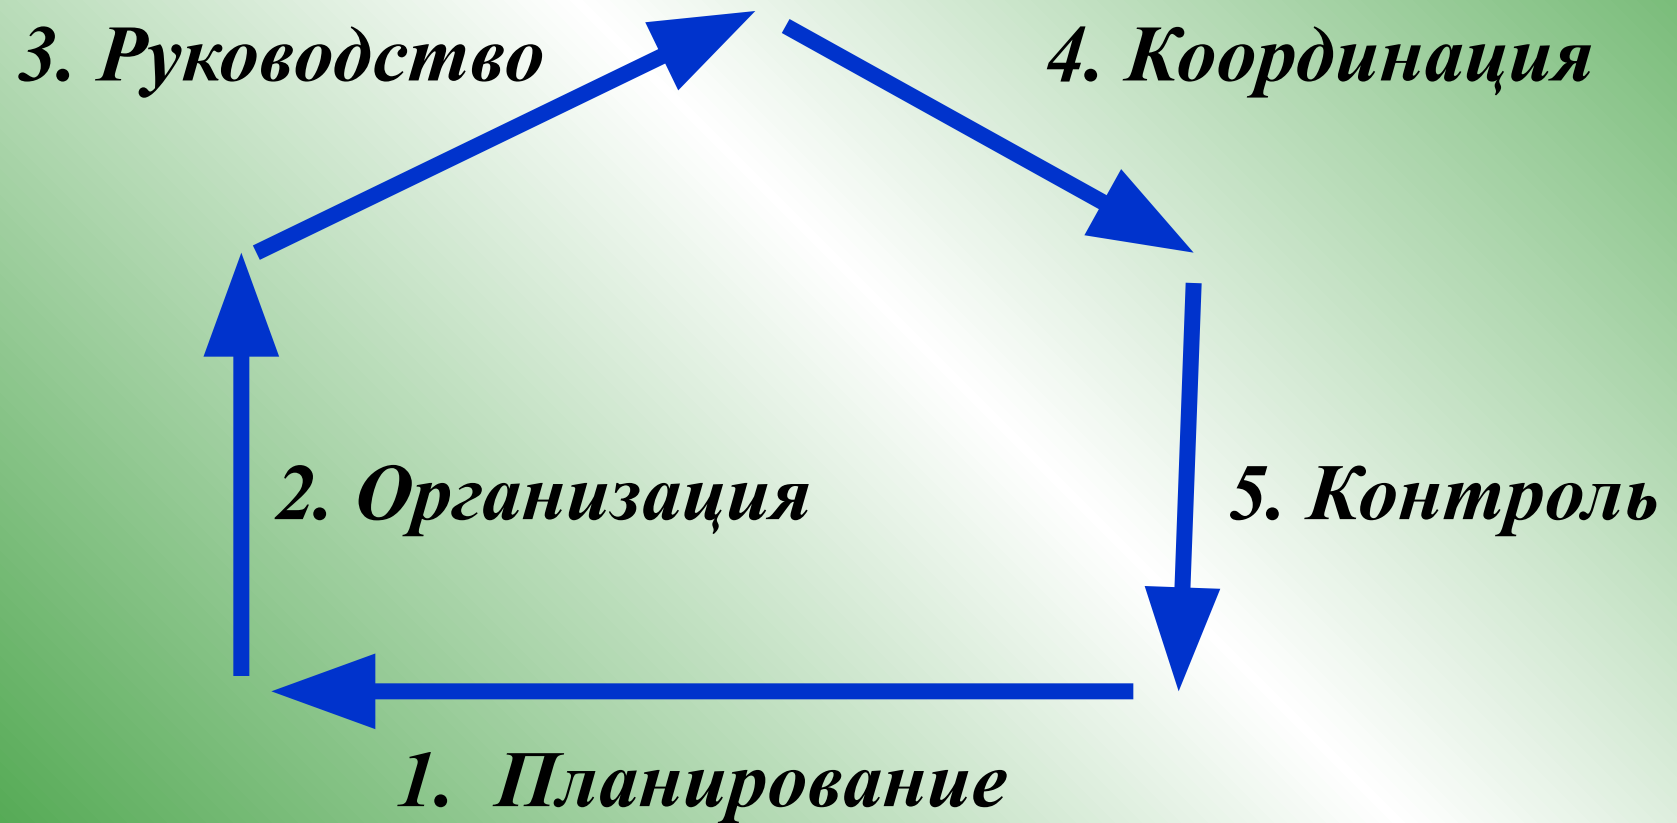 3. Руководство
4. Координация
2. Организация
5. Контроль
1. Планирование